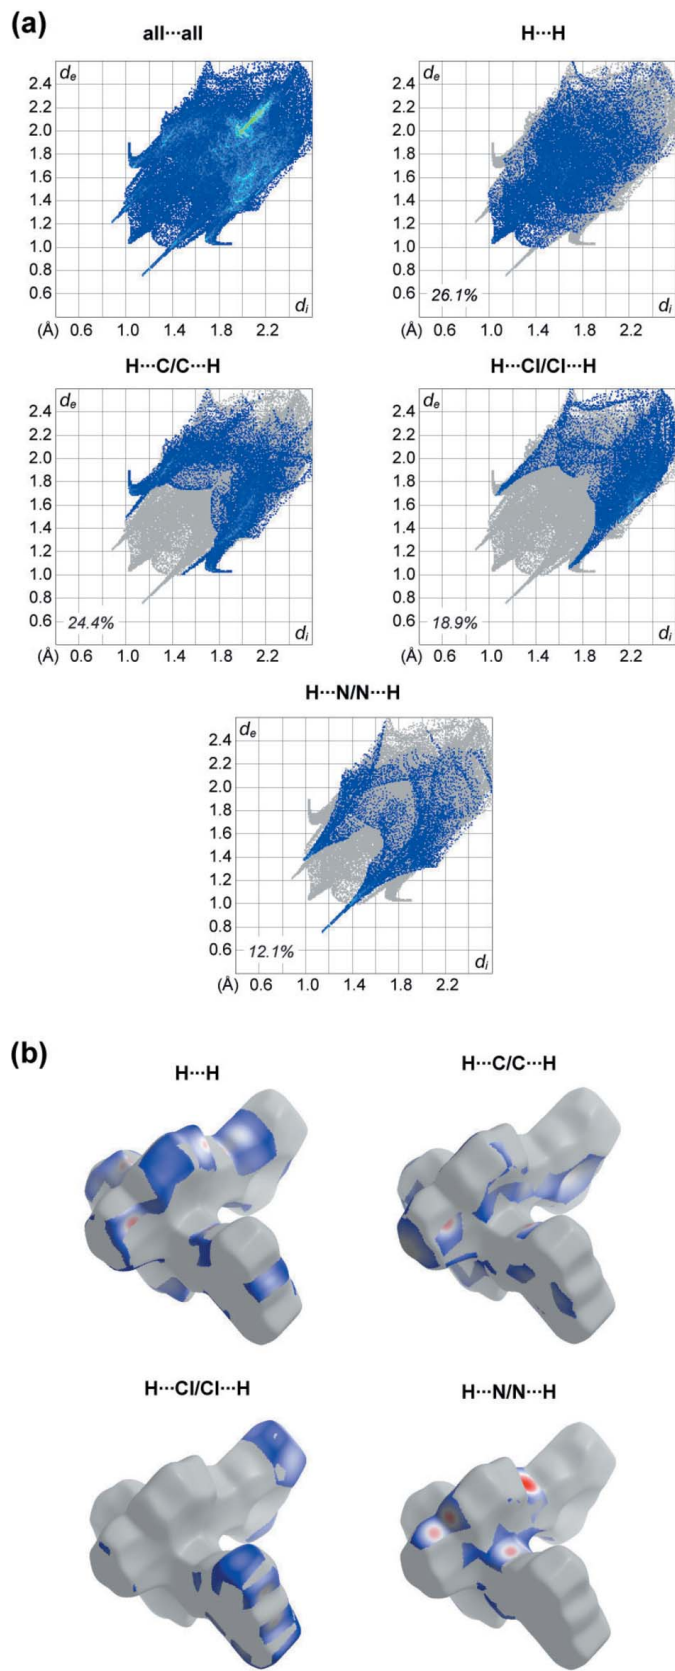 (a)
all···all
H···H
de
2.4
2.2
2.0
1.8
1.6
1.4
1.2
1.0
0.8
0.6
di
(Å) 0.6 1.0 1.4 1.8 2.2
de
2.4
2.2
2.0
1.8
1.6
1.4
1.2
1.0
0.8
0.6
26.1%
di
(Å) 0.6 1.0 1.4 1.8 2.2
H···C/C···H
H···Cl/Cl···H
de
2.4
2.2
2.0
1.8
1.6
1.4
1.2
1.0
0.8
0.6
24.4%
di
(Å) 0.6 1.0 1.4 1.8 2.2
de
2.4
2.2
2.0
1.8
1.6
1.4
1.2
1.0
0.8
0.6
18.9%
di
(Å) 0.6 1.0 1.4 1.8 2.2
H···N/N···H
de
2.4
2.2
2.0
1.8
1.6
1.4
1.2
1.0
0.8
0.6
12.1%
di
(Å) 0.6 1.0 1.4 1.8 2.2
(b)
H···H
H···C/C···H
H···Cl/Cl···H
H···N/N···H